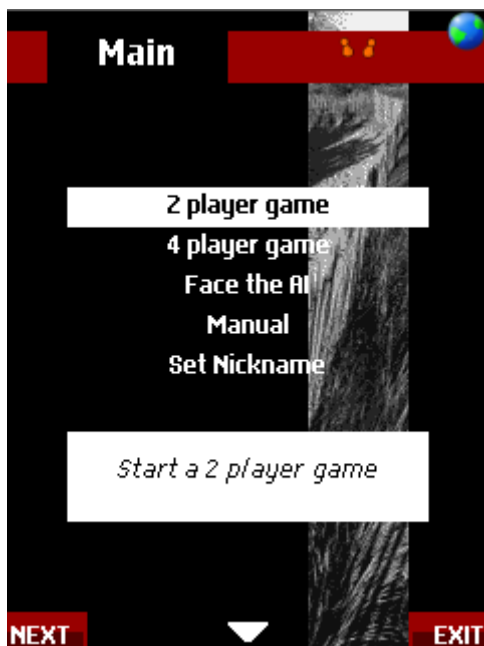 Main
2 player game
4 player game
Face the AI
Manual
Set Nickname
Start a 2 player game
NEXT
EXIT